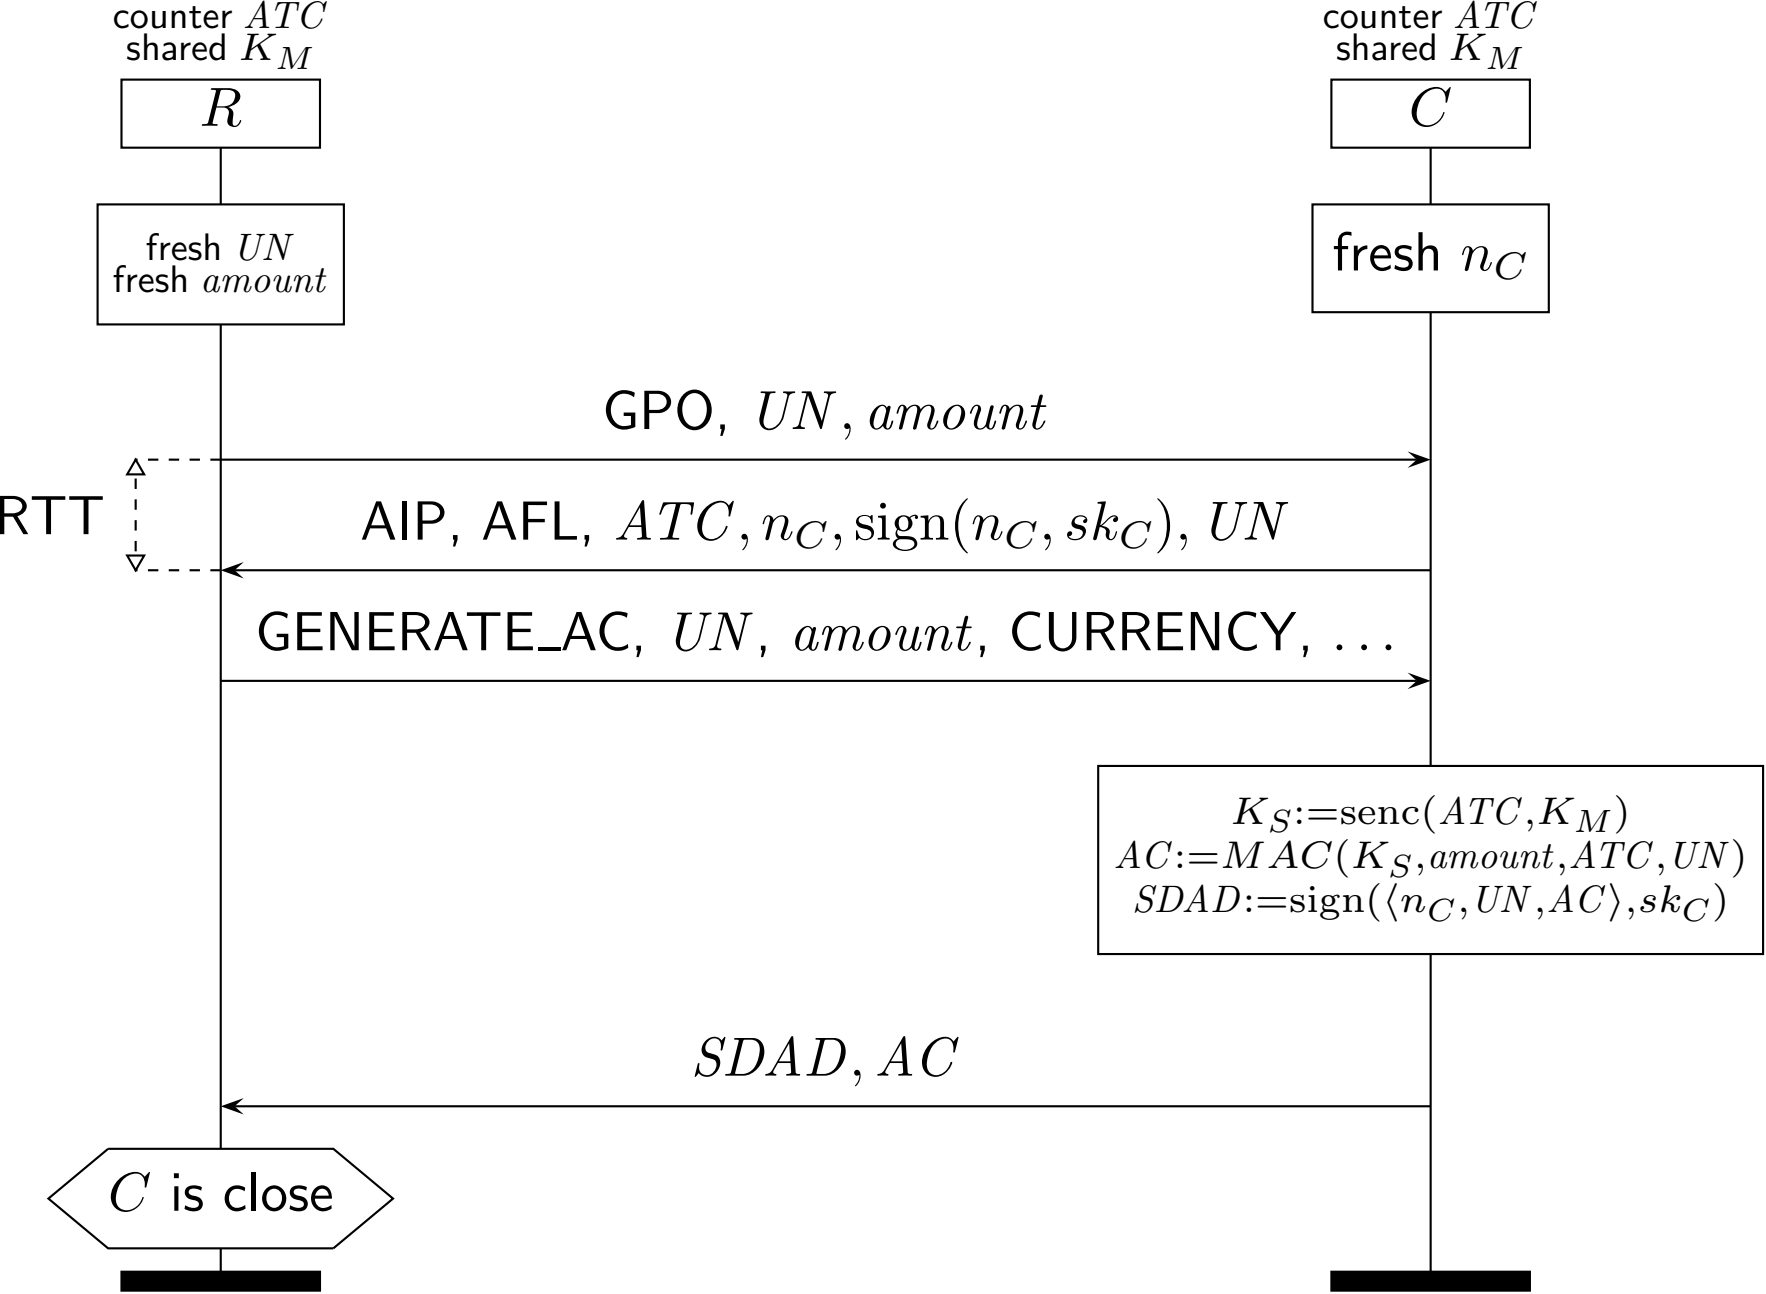 counter ATC
shared K_M
R
fresh UN
fresh amount
counter ATC
shared K_M
C
fresh n_C
GPO, UN, amount
RTT
AIP, AFL, ATC, n_C, sign(n_C, sk_C), UN
GENERATE_AC, UN, amount, CURRENCY, ...
K_S:=senc(ATC,K_M)
AC:=MAC(K_S,amount,ATC,UN)
SDAD:=sign(⟨n_C,UN,AC⟩,sk_C)
SDAD, AC
C is close